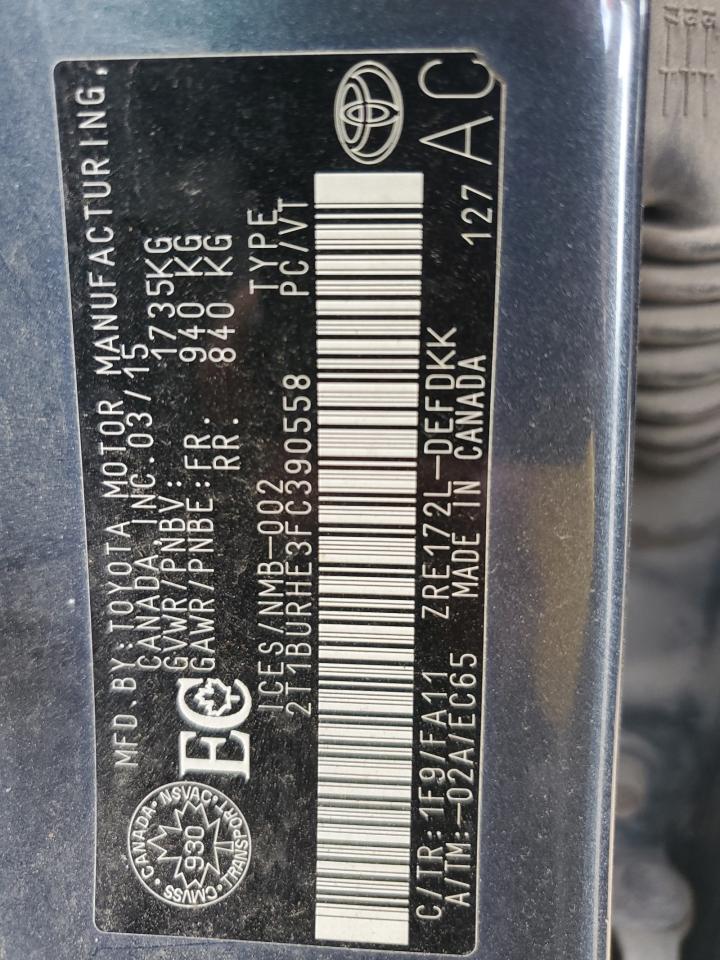 MFD.BY:TOYOTA MOTOR MANUFACTURING,
CANADA INC.03/15
GVWR/PNBV: 1735KG
GAWR/PNBE:FR. 940 KG
RR. 840 KG
EC
CANADA • NSVAC • TRANSPORT • CMVSS
930
ICES/NMB-002 TYPE
2T1BURHE3FC390558 PC/VT
C/TR:1F9/FA11 ZRE172L-DEFDKK 127 AC
A/TM:-02A/EC65 MADE IN CANADA